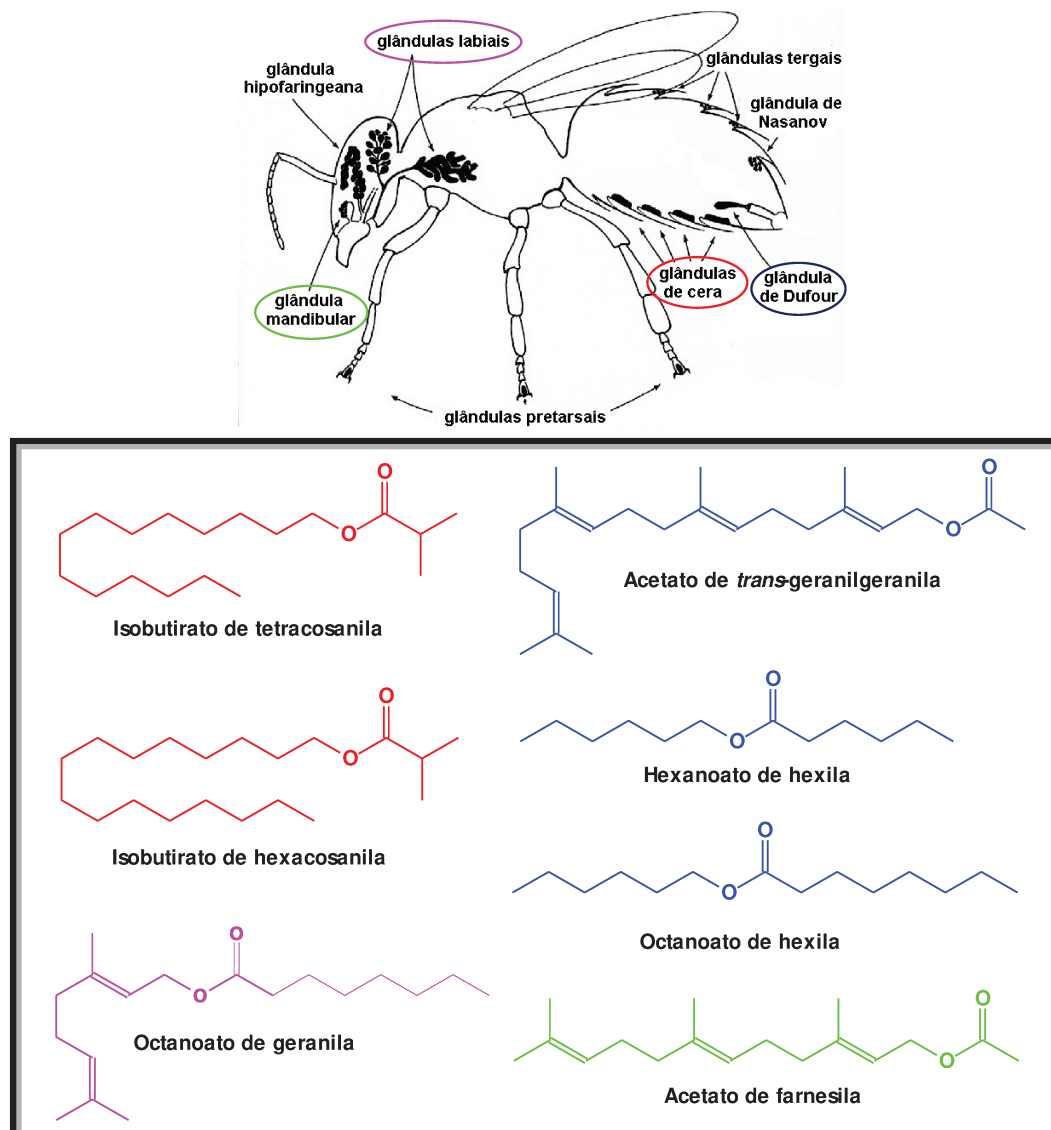 glândulas labiais
glândula
hipofaringeana
glândulas tergais
glândula de
Nasanov
glândula
mandibular
glândulas
de cera
glândula
de Dufour
glândulas pretarsais
O
O
Isobutirato de tetracosanila
O
O
Acetato de trans-geranilgeranila
O
O
Isobutirato de hexacosanila
O
O
Hexanoato de hexila
O
O
Octanoato de hexila
O
O
Octanoato de geranila
O
O
Acetato de farnesila